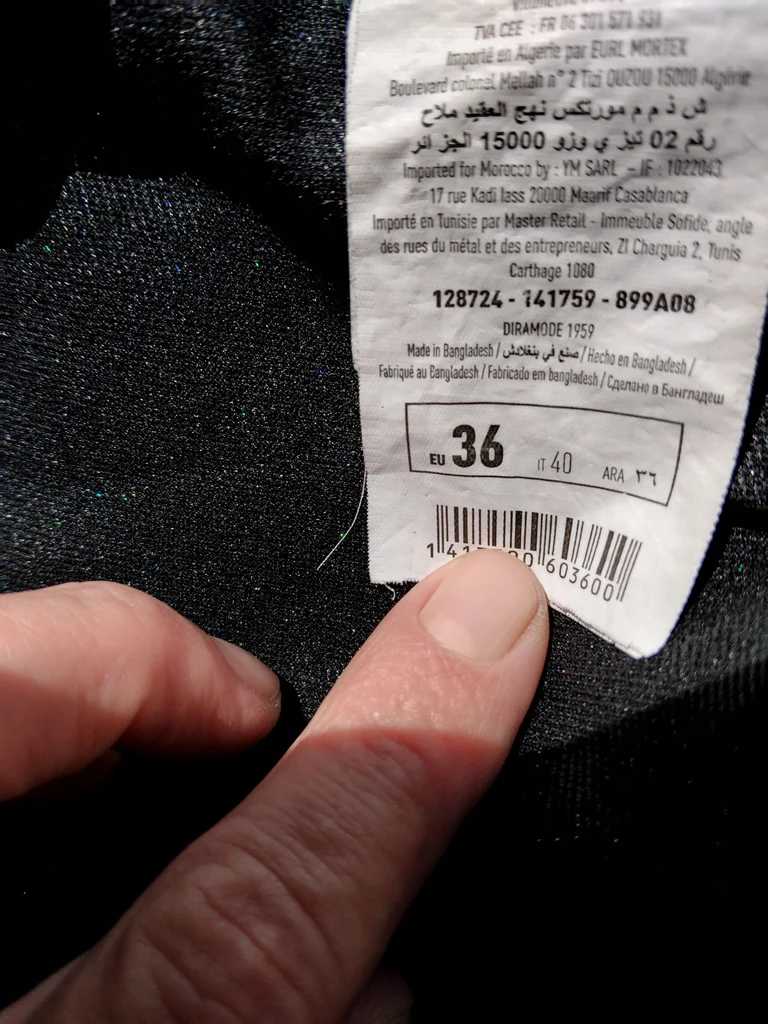 TVA CEE : FR 06 301 571 931
Importé en Algerie par EURL MORTEX
Boulevard colonel Mellah n° 2 Tizi OUZOU 15000 Algérie
ش ذ م م مورتكس نهج العقيد ملاح
رقم 02 تيزي وزو 15000 الجزائر
Imported for Morocco by : YM SARL - IF : 1022043
17 rue Kadi Iass 20000 Maarif Casablanca
Importé en Tunisie par Master Retail - Immeuble Sofide, angle
des rues du métal et des entrepreneurs, ZI Charguia 2, Tunis
Carthage 1080
128724 - 141759 - 899A08
DIRAMODE 1959
Made in Bangladesh / صنع في بنغلادش / Hecho en Bangladesh /
Fabriqué au Bangladesh / Fabricado em bangladesh / Сделано в Бангладеш
EU 36 IT 40 ARA ٣٦
603600